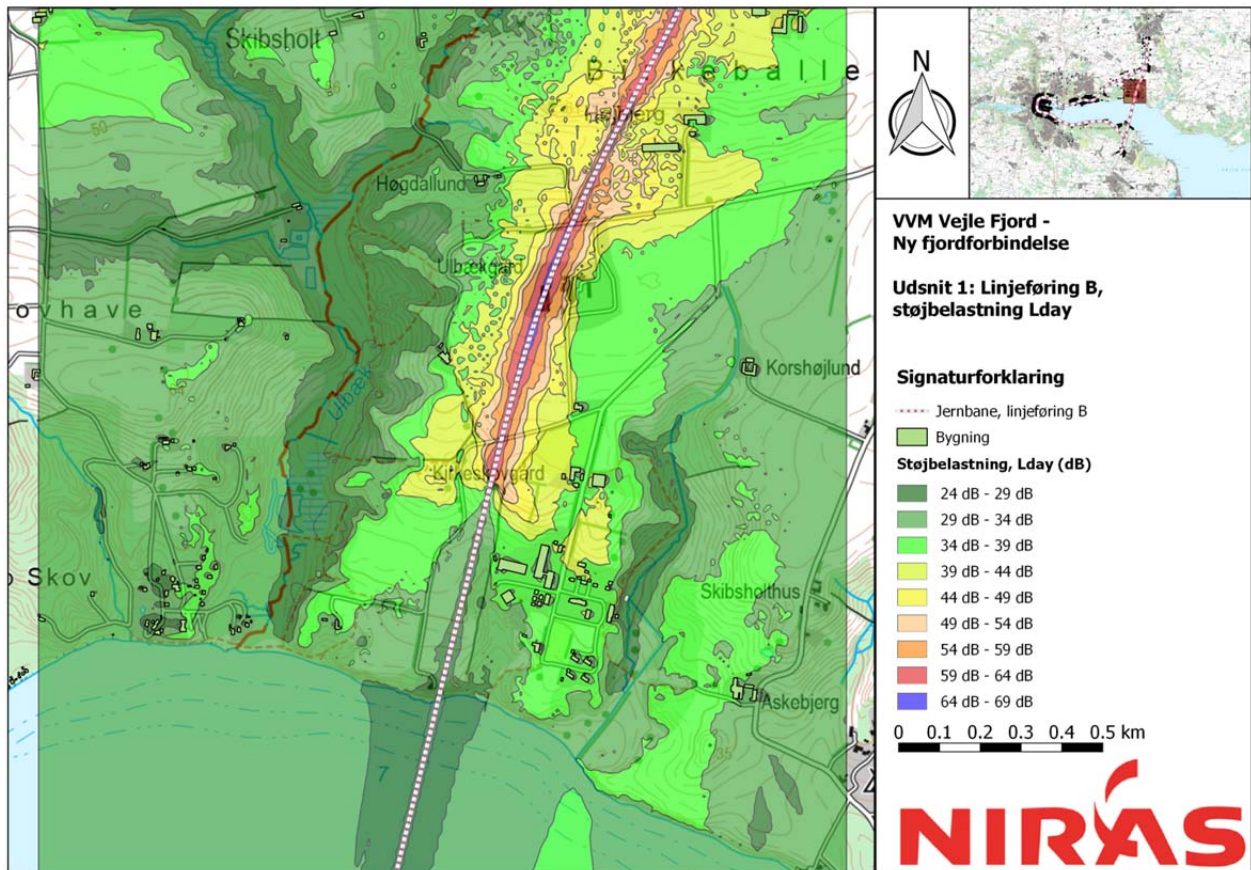 Skibsholt
B i r k e b a l l e
50
Højbjerg
Høgdallund
Ulbækgård
o v h a v e
Ulbæk
Korshøjlund
Kirkeskovgård
Skov
Skibsholthus
Askebjerg
35
7
N
VVM Vejle Fjord -
Ny fjordforbindelse
Udsnit 1: Linjeføring B,
støjbelastning Lday
Signaturforklaring
Jernbane, linjeføring B
Bygning
Støjbelastning, Lday (dB)
24 dB - 29 dB
29 dB - 34 dB
34 dB - 39 dB
39 dB - 44 dB
44 dB - 49 dB
49 dB - 54 dB
54 dB - 59 dB
59 dB - 64 dB
64 dB - 69 dB
0 0.1 0.2 0.3 0.4 0.5 km
NIRAS